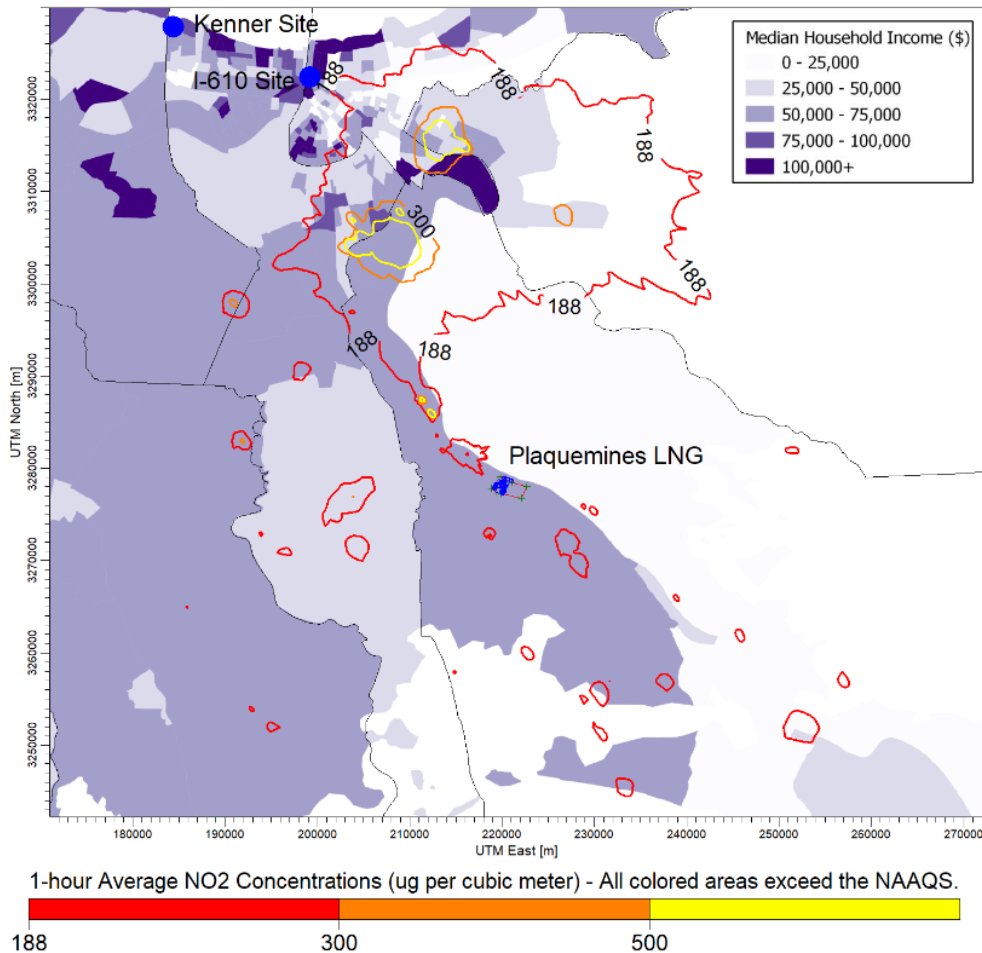 Kenner Site
I-610 Site
Median Household Income ($)
0 - 25,000
25,000 - 50,000
50,000 - 75,000
75,000 - 100,000
100,000+
188
188
188
188
188
188
188
300
Plaquemines LNG
UTM North [m]
3320000
3310000
3300000
3290000
3280000
3270000
3260000
3250000
180000
190000
200000
210000
220000
230000
240000
250000
260000
270000
UTM East [m]
1-hour Average NO2 Concentrations (ug per cubic meter) - All colored areas exceed the NAAQS.
188
300
500